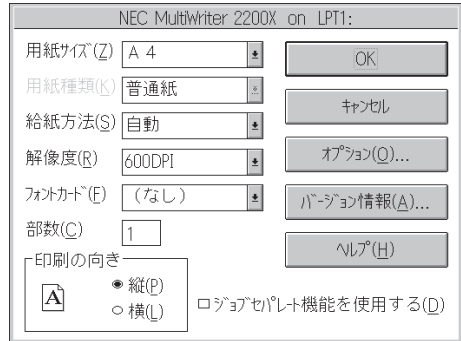 NEC MultiWriter 2200X on LPT1:
用紙ｻｲｽﾞ(Z) A 4
OK
用紙種類(K) 普通紙
ｷｬﾝｾﾙ
給紙方法(S) 自動
解像度(R) 600DPI
ｵﾌﾟｼｮﾝ(O)...
ﾌｫﾝﾄｶｰﾄﾞ(F) （なし）
ﾊﾞｰｼﾞｮﾝ情報(A)...
部数(C) 1
ﾍﾙﾌﾟ(H)
印刷の向き
A
縦(P)
横(L)
ｼﾞｮﾌﾞｾﾊﾟﾚｰﾄ機能を使用する(D)